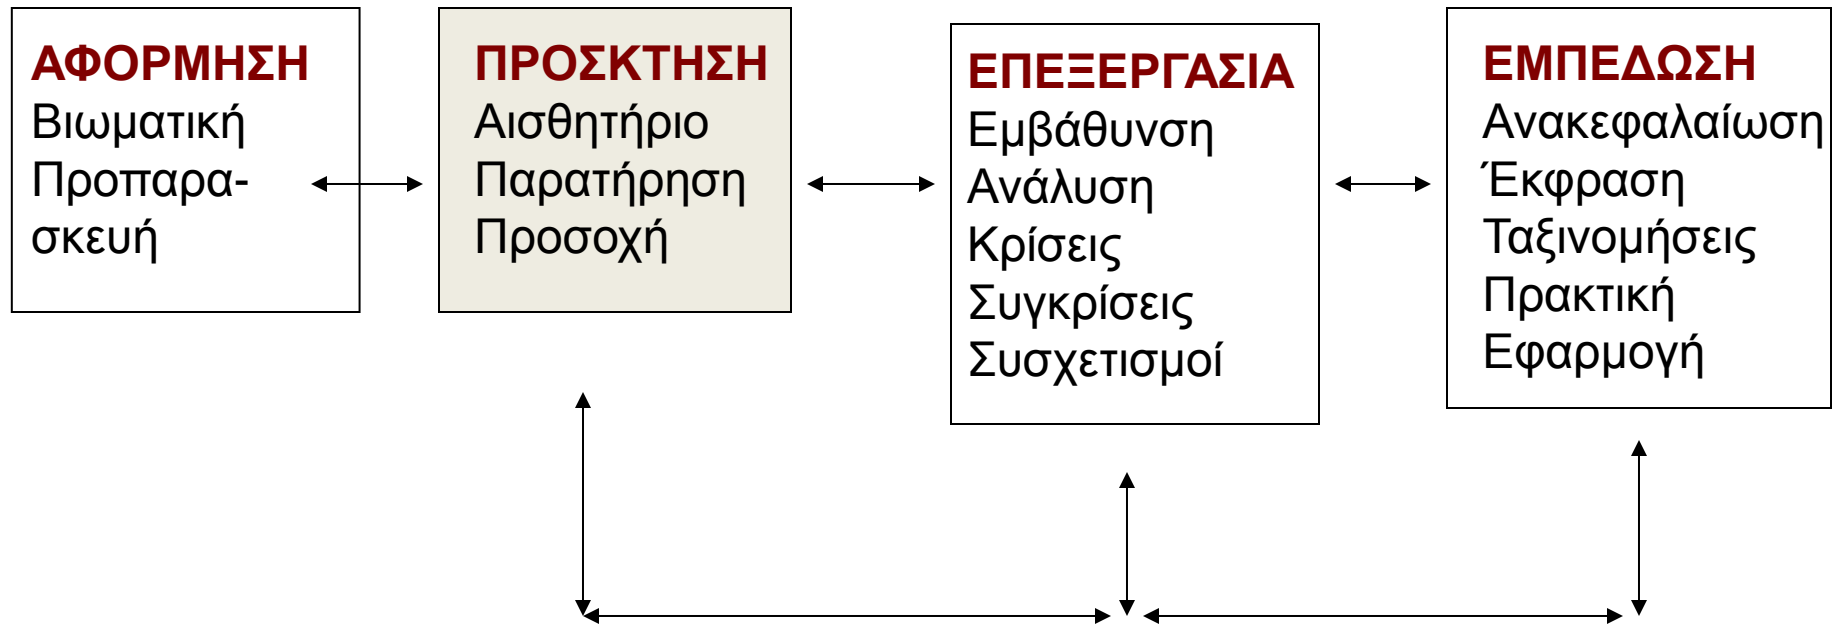 ΑΦΟΡΜΗΣΗ
Βιωματική
Προπαρα-
σκευή
ΠΡΟΣΚΤΗΣΗ
Αισθητήριο
Παρατήρηση
Προσοχή
ΕΠΕΞΕΡΓΑΣΙΑ
Εμβάθυνση
Ανάλυση
Κρίσεις
Συγκρίσεις
Συσχετισμοί
ΕΜΠΕΔΩΣΗ
Ανακεφαλαίωση
Έκφραση
Ταξινομήσεις
Πρακτική
Εφαρμογή